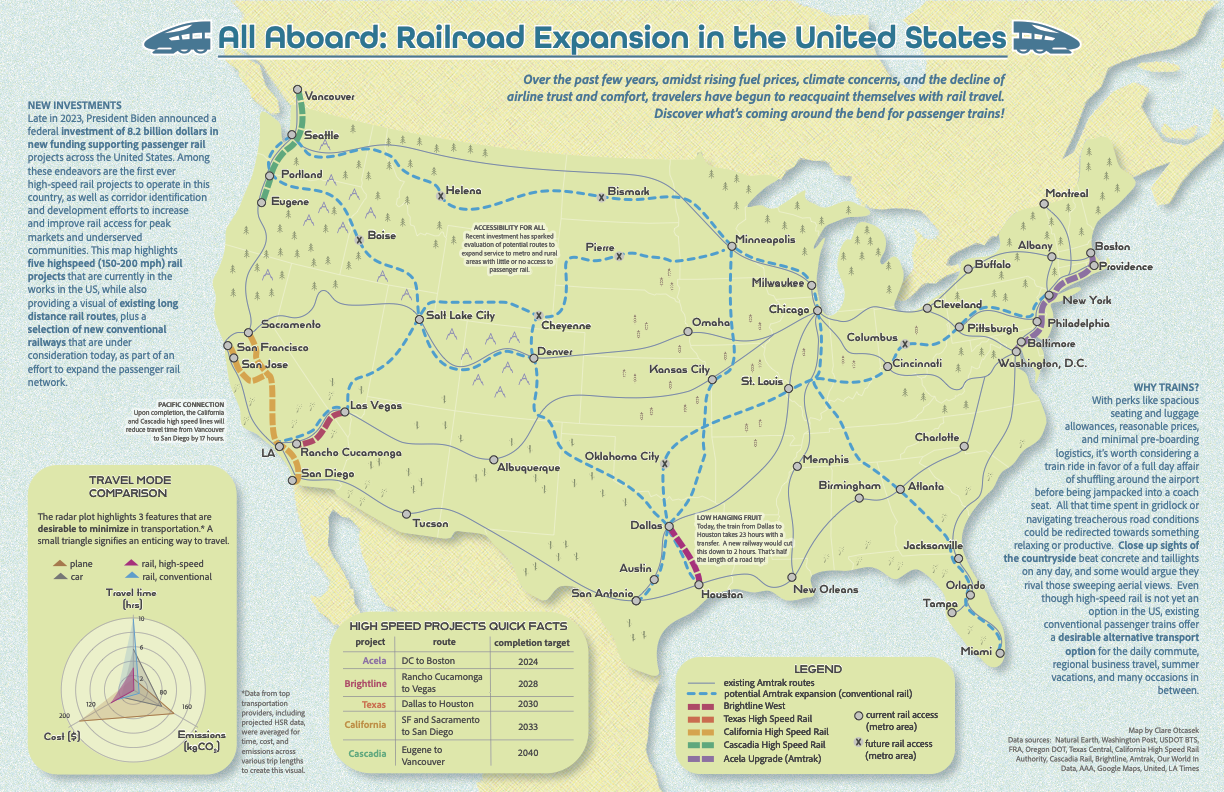 All Aboard: Railroad Expansion in the United States
Over the past few years, amidst rising fuel prices, climate concerns, and the decline of
airline trust and comfort, travelers have begun to reacquaint themselves with rail travel.
Discover what's coming around the bend for passenger trains!
NEW INVESTMENTS
Late in 2023, President Biden announced a
federal investment of 8.2 billion dollars in
new funding supporting passenger rail
projects across the United States. Among
these endeavors are the first ever
high-speed rail projects to operate in this
country, as well as corridor identification
and development efforts to increase
and improve rail access for peak
markets and underserved
communities. This map highlights
five highspeed (150-200 mph) rail
projects that are currently in the
works in the US, while also
providing a visual of existing long
distance rail routes, plus a
selection of new conventional
railways that are under
consideration today, as part of an
effort to expand the passenger rail
network.
PACIFIC CONNECTION
Upon completion, the California
and Cascadia high speed lines will
reduce travel time from Vancouver
to San Diego by 17 hours.
Vancouver
Seattle
Portland
Eugene
Helena
Bismark
Boise
ACCESSIBILITY FOR ALL
Recent investment has sparked
evaluation of potential routes to
expand service to metro and rural
areas with little or no access to
passenger rail.
Pierre
Minneapolis
Milwaukee
Chicago
Montreal
Albany
Boston
Buffalo
Providence
Cleveland
New York
Pittsburgh
Philadelphia
Columbus
Baltimore
Cincinnati
Washington, D.C.
Sacramento
San Francisco
San Jose
Salt Lake City
Cheyenne
Denver
Omaha
Kansas City
St. Louis
Las Vegas
LA
Rancho Cucamonga
San Diego
Albuquerque
Tucson
Oklahoma City
Memphis
Charlotte
Birmingham
Atlanta
Dallas
LOW HANGING FRUIT
Today, the train from Dallas to
Houston takes 23 hours with a
transfer. A new railway would cut
this down to 2 hours. That's half
the length of a road trip!
Austin
San Antonio
Houston
New Orleans
Jacksonville
Orlando
Tampa
Miami
WHY TRAINS?
With perks like spacious
seating and luggage
allowances, reasonable prices,
and minimal pre-boarding
logistics, it's worth considering a
train ride in favor of a full day affair
of shuffling around the airport
before being jampacked into a coach
seat. All that time spent in gridlock or
navigating treacherous road conditions
could be redirected towards something
relaxing or productive. Close up sights of
the countryside beat concrete and taillights
on any day, and some would argue they
rival those sweeping aerial views. Even
though high-speed rail is not yet an
option in the US, existing
conventional passenger trains offer
a desirable alternative transport
option for the daily commute,
regional business travel, summer
vacations, and many occasions in
between.
TRAVEL MODE
COMPARISON
The radar plot highlights 3 features that are
desirable to minimize in transportation.* A
small triangle signifies an enticing way to travel.
plane
rail, high-speed
car
rail, conventional
Travel time
(hrs)
10
6
2
80
120
160
200
Cost ($)
Emissions
(kgCO2)
*Data from top
transportation
providers, including
projected HSR data,
were averaged for
time, cost, and
emissions across
various trip lengths
to create this visual.
HIGH SPEED PROJECTS QUICK FACTS
project route completion target
Acela DC to Boston 2024
Brightline Rancho Cucamonga
to Vegas 2028
Texas Dallas to Houston 2030
California SF and Sacramento
to San Diego 2033
Cascadia Eugene to
Vancouver 2040
LEGEND
existing Amtrak routes
potential Amtrak expansion (conventional rail)
Brightline West
Texas High Speed Rail
California High Speed Rail
Cascadia High Speed Rail
Acela Upgrade (Amtrak)
current rail access
(metro area)
X future rail access
(metro area)
Map by Clare Otcasek
Data sources: Natural Earth, Washington Post, USDOT BTS,
FRA, Oregon DOT, Texas Central, California High Speed Rail
Authority, Cascadia Rail, Brightline, Amtrak, Our World In
Data, AAA, Google Maps, United, LA Times